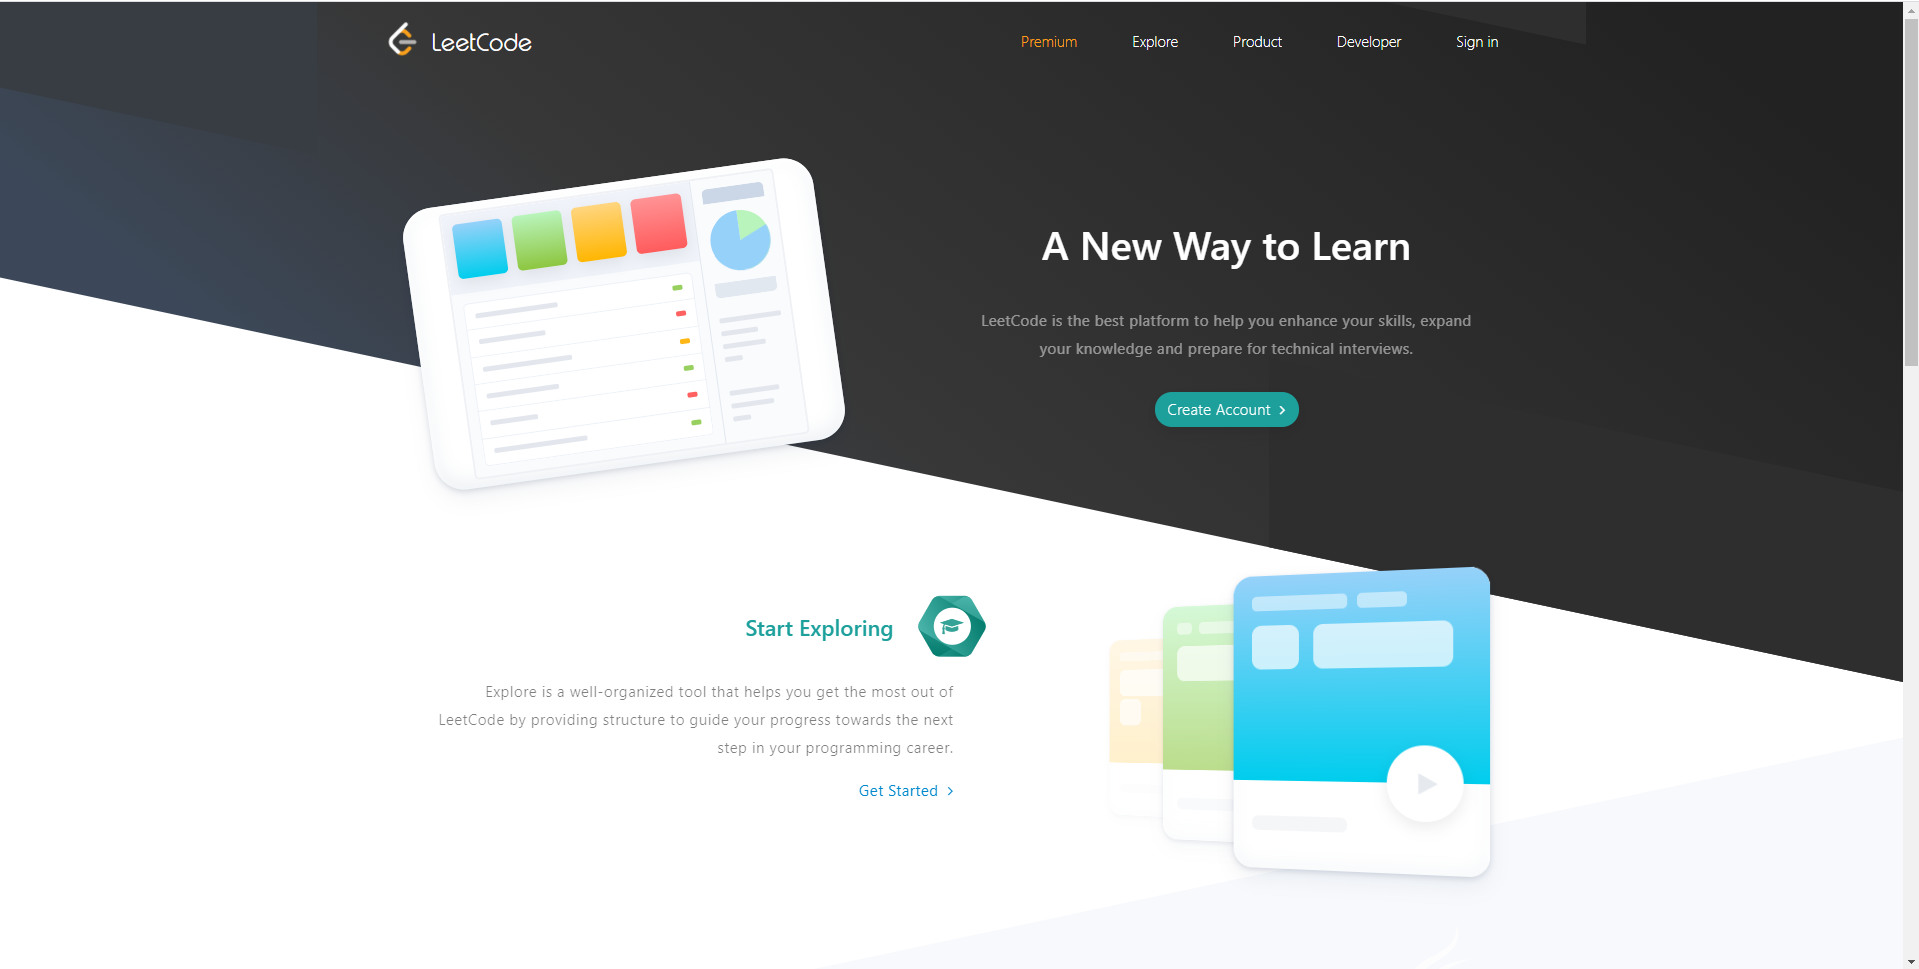 LeetCode
Premium
Explore
Product
Developer
Sign in
A New Way to Learn
LeetCode is the best platform to help you enhance your skills, expand
your knowledge and prepare for technical interviews.
Create Account
Start Exploring
Explore is a well-organized tool that helps you get the most out of
LeetCode by providing structure to guide your progress towards the next
step in your programming career.
Get Started